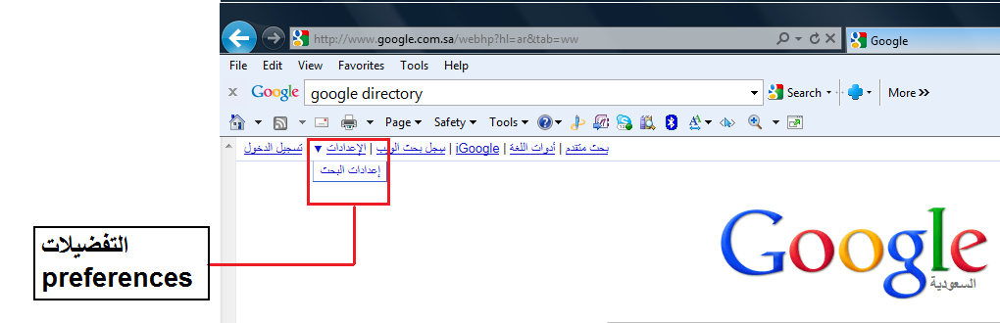 http://www.google.com.sa/webhp?hl=ar&tab=ww
Google
File Edit View Favorites Tools Help
x Google google directory Search More »
Page Safety Tools
بحث متقدم | أدوات اللغة | iGoogle | سجل بحث الويب | الإعدادات ▼ | تسجيل الدخول
إعدادات البحث
التفضيلات
preferences
Google
السعودية